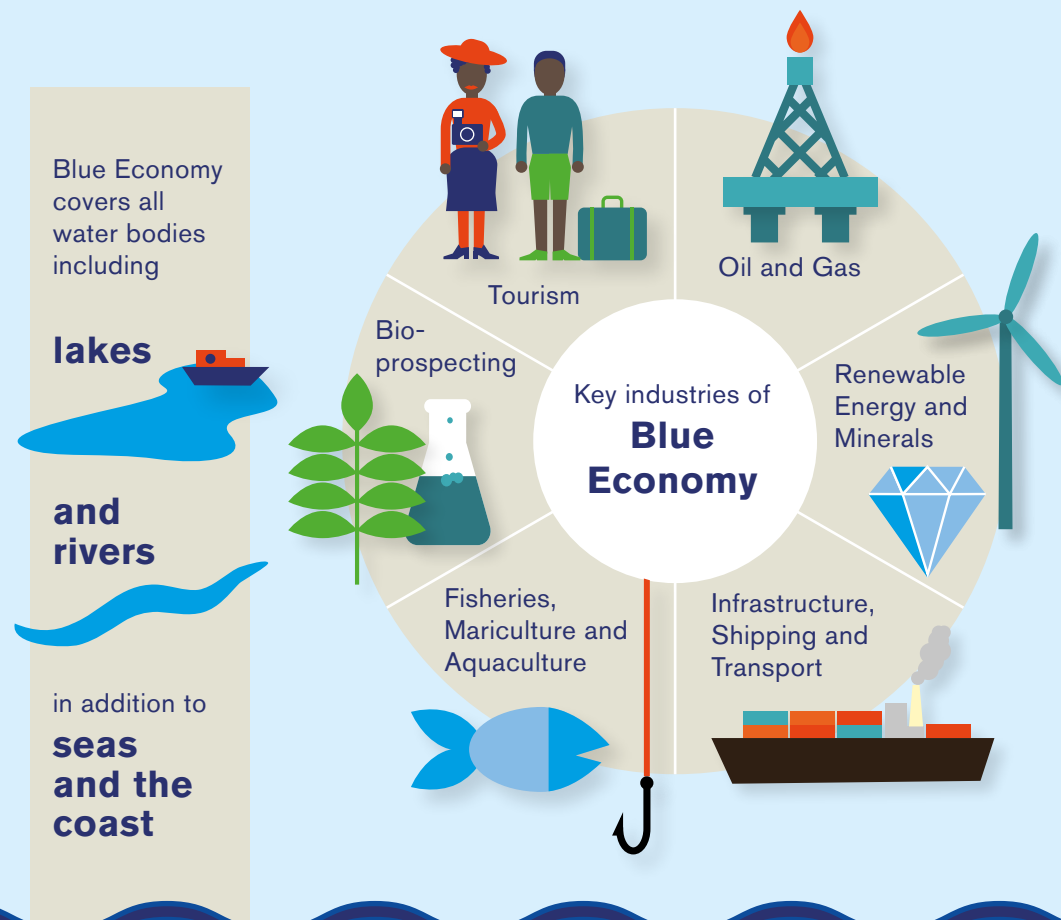 Blue Economy
covers all
water bodies
including
lakes
and
rivers
in addition to
seas
and the
coast
Key industries of
Blue
Economy
Tourism
Oil and Gas
Renewable
Energy and
Minerals
Infrastructure,
Shipping and
Transport
Fisheries,
Mariculture and
Aquaculture
Bio-
prospecting